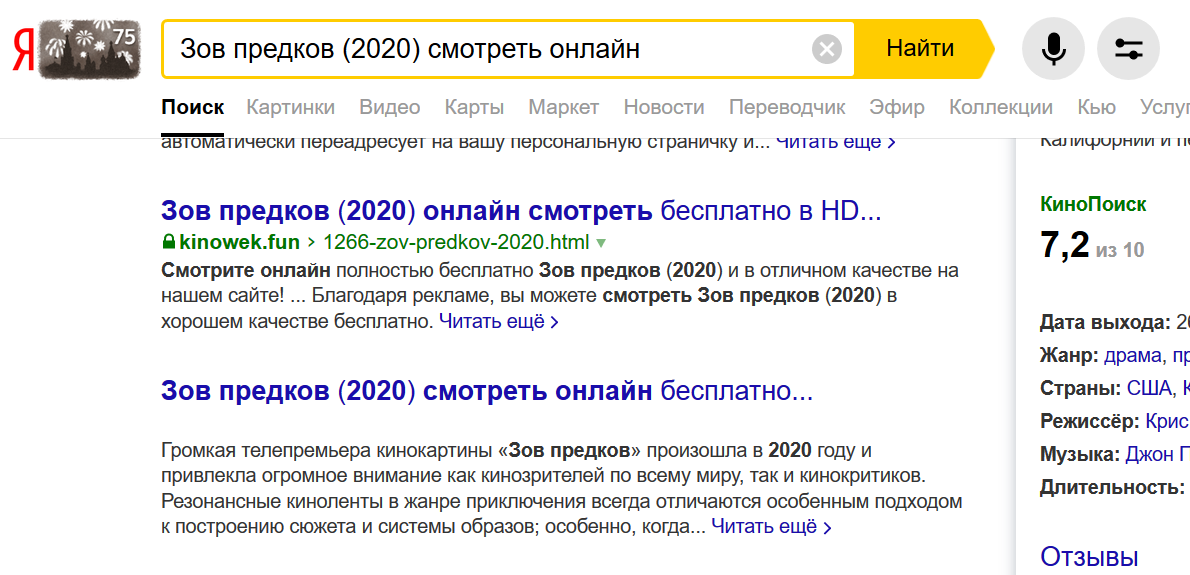 Я 75
Зов предков (2020) смотреть онлайн
Найти
Поиск Картинки Видео Карты Маркет Новости Переводчик Эфир Коллекции Кью Услуг
автоматически переадресует на вашу персональную страничку и... Читать ещё >
Зов предков (2020) онлайн смотреть бесплатно в HD...
kinowek.fun > 1266-zov-predkov-2020.html
Смотрите онлайн полностью бесплатно Зов предков (2020) и в отличном качестве на
нашем сайте! ... Благодаря рекламе, вы можете смотреть Зов предков (2020) в
хорошем качестве бесплатно. Читать ещё >
Зов предков (2020) смотреть онлайн бесплатно...
Громкая телепремьера кинокартины «Зов предков» произошла в 2020 году и
привлекла огромное внимание как кинозрителей по всему миру, так и кинокритиков.
Резонансные киноленты в жанре приключения всегда отличаются особенным подходом
к построению сюжета и системы образов; особенно, когда... Читать ещё >
Калифорнии и
КиноПоиск
7,2 из 10
Дата выхода: 20
Жанр: драма, пр
Страны: США, К
Режиссёр: Крис
Музыка: Джон П
Длительность:
Отзывы